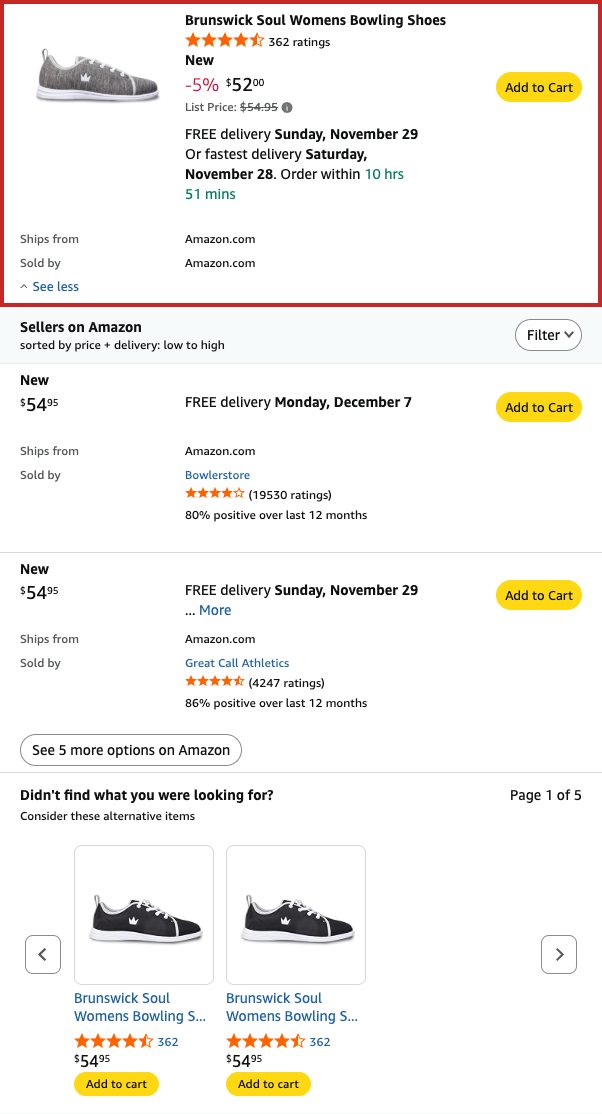 Brunswick Soul Womens Bowling Shoes
362 ratings
New
-5% $52 00
List Price: $54.95
FREE delivery Sunday, November 29
Or fastest delivery Saturday,
November 28. Order within 10 hrs
51 mins
Add to Cart
Ships from Amazon.com
Sold by Amazon.com
See less
Sellers on Amazon
sorted by price + delivery: low to high
Filter
New
$54 95
FREE delivery Monday, December 7
Add to Cart
Ships from Amazon.com
Sold by Bowlerstore
(19530 ratings)
80% positive over last 12 months
New
$54 95
FREE delivery Sunday, November 29
... More
Add to Cart
Ships from Amazon.com
Sold by Great Call Athletics
(4247 ratings)
86% positive over last 12 months
See 5 more options on Amazon
Didn't find what you were looking for? Page 1 of 5
Consider these alternative items
Brunswick Soul
Womens Bowling S...
362
$54 95
Add to cart
Brunswick Soul
Womens Bowling S...
362
$54 95
Add to cart